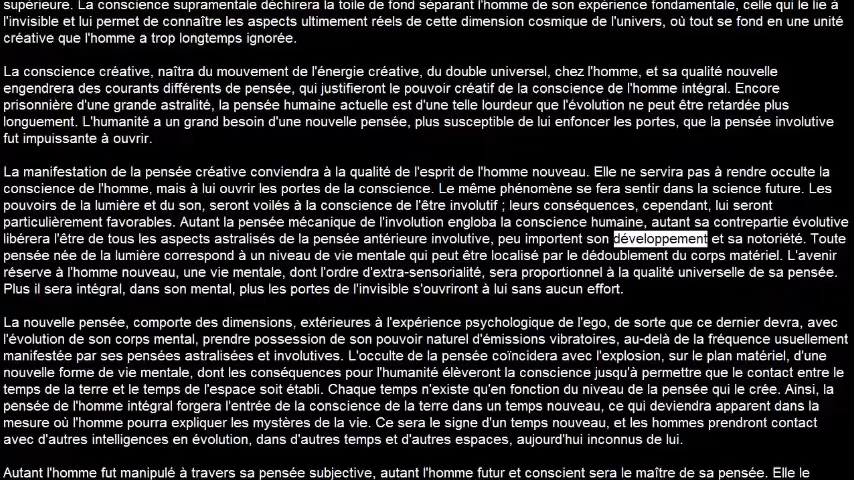 supérieure. La conscience supramentale déchirera la toile de fond séparant l'homme de son expérience fondamentale, celle qui le lie à
l'invisible et lui permet de connaître les aspects ultimement réels de cette dimension cosmique de l'univers, où tout se fond en une unité
créative que l'homme a trop longtemps ignorée.
La conscience créative, naîtra du mouvement de l'énergie créative, du double universel, chez l'homme, et sa qualité nouvelle
engendrera des courants différents de pensée, qui justifieront le pouvoir créatif de la conscience de l'homme intégral. Encore
prisonnière d'une grande astralité, la pensée humaine actuelle est d'une telle lourdeur que l'évolution ne peut être retardée plus
longuement. L'humanité a un grand besoin d'une nouvelle pensée, plus susceptible de lui enfoncer les portes, que la pensée involutive
fut impuissante à ouvrir.
La manifestation de la pensée créative conviendra à la qualité de l'esprit de l'homme nouveau. Elle ne servira pas à rendre occulte la
conscience de l'homme, mais à lui ouvrir les portes de la conscience. Le même phénomène se fera sentir dans la science future. Les
pouvoirs de la lumière et du son, seront voilés à la conscience de l'être involutif ; leurs conséquences, cependant, lui seront
particulièrement favorables. Autant la pensée mécanique de l'involution engloba la conscience humaine, autant sa contrepartie évolutive
libérera l'être de tous les aspects astralisés de la pensée antérieure involutive, peu importent son développement et sa notoriété. Toute
pensée née de la lumière correspond à un niveau de vie mentale qui peut être localisé par le dédoublement du corps matériel. L'avenir
réserve à l'homme nouveau, une vie mentale, dont l'ordre d'extra-sensorialité, sera proportionnel à la qualité universelle de sa pensée.
Plus il sera intégral, dans son mental, plus les portes de l'invisible s'ouvriront à lui sans aucun effort.
La nouvelle pensée, comporte des dimensions, extérieures à l'expérience psychologique de l'ego, de sorte que ce dernier devra, avec
l'évolution de son corps mental, prendre possession de son pouvoir naturel d'émissions vibratoires, au-delà de la fréquence usuellement
manifestée par ses pensées astralisées et involutives. L'occulte de la pensée coïncidera avec l'explosion, sur le plan matériel, d'une
nouvelle forme de vie mentale, dont les conséquences pour l'humanité élèveront la conscience jusqu'à permettre que le contact entre le
temps de la terre et le temps de l'espace soit établi. Chaque temps n'existe qu'en fonction du niveau de la pensée qui le crée. Ainsi, la
pensée de l'homme intégral forgera l'entrée de la conscience de la terre dans un temps nouveau, ce qui deviendra apparent dans la
mesure où l'homme pourra expliquer les mystères de la vie. Ce sera le signe d'un temps nouveau, et les hommes prendront contact
avec d'autres intelligences en évolution, dans d'autres temps et d'autres espaces, aujourd'hui inconnus de lui.
Autant l'homme fut manipulé à travers sa pensée subjective, autant l'homme futur et conscient sera le maître de sa pensée. Elle le